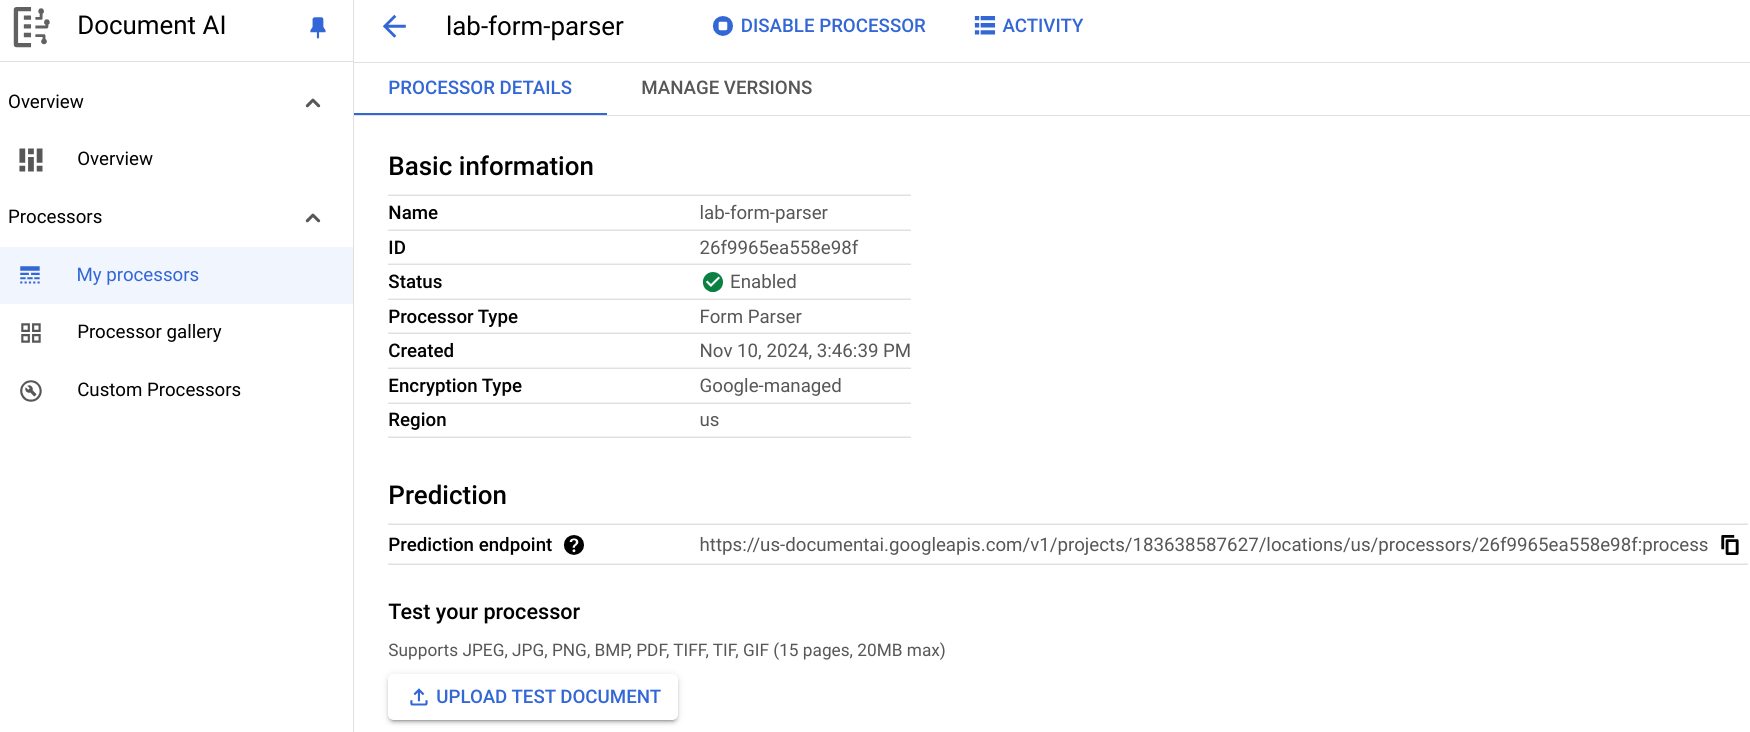 Document AI
lab-form-parser
DISABLE PROCESSOR
ACTIVITY
Overview
Overview
Processors
My processors
Processor gallery
Custom Processors
PROCESSOR DETAILS
MANAGE VERSIONS
Basic information
Name lab-form-parser
ID 26f9965ea558e98f
Status Enabled
Processor Type Form Parser
Created Nov 10, 2024, 3:46:39 PM
Encryption Type Google-managed
Region us
Prediction
Prediction endpoint ? https://us-documentai.googleapis.com/v1/projects/183638587627/locations/us/processors/26f9965ea558e98f:process
Test your processor
Supports JPEG, JPG, PNG, BMP, PDF, TIFF, TIF, GIF (15 pages, 20MB max)
UPLOAD TEST DOCUMENT